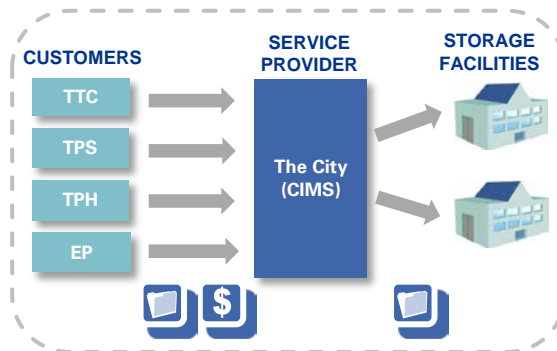 CUSTOMERS
SERVICE
PROVIDER
STORAGE
FACILITIES
TTC
TPS
TPH
EP
The City
(CIMS)
$